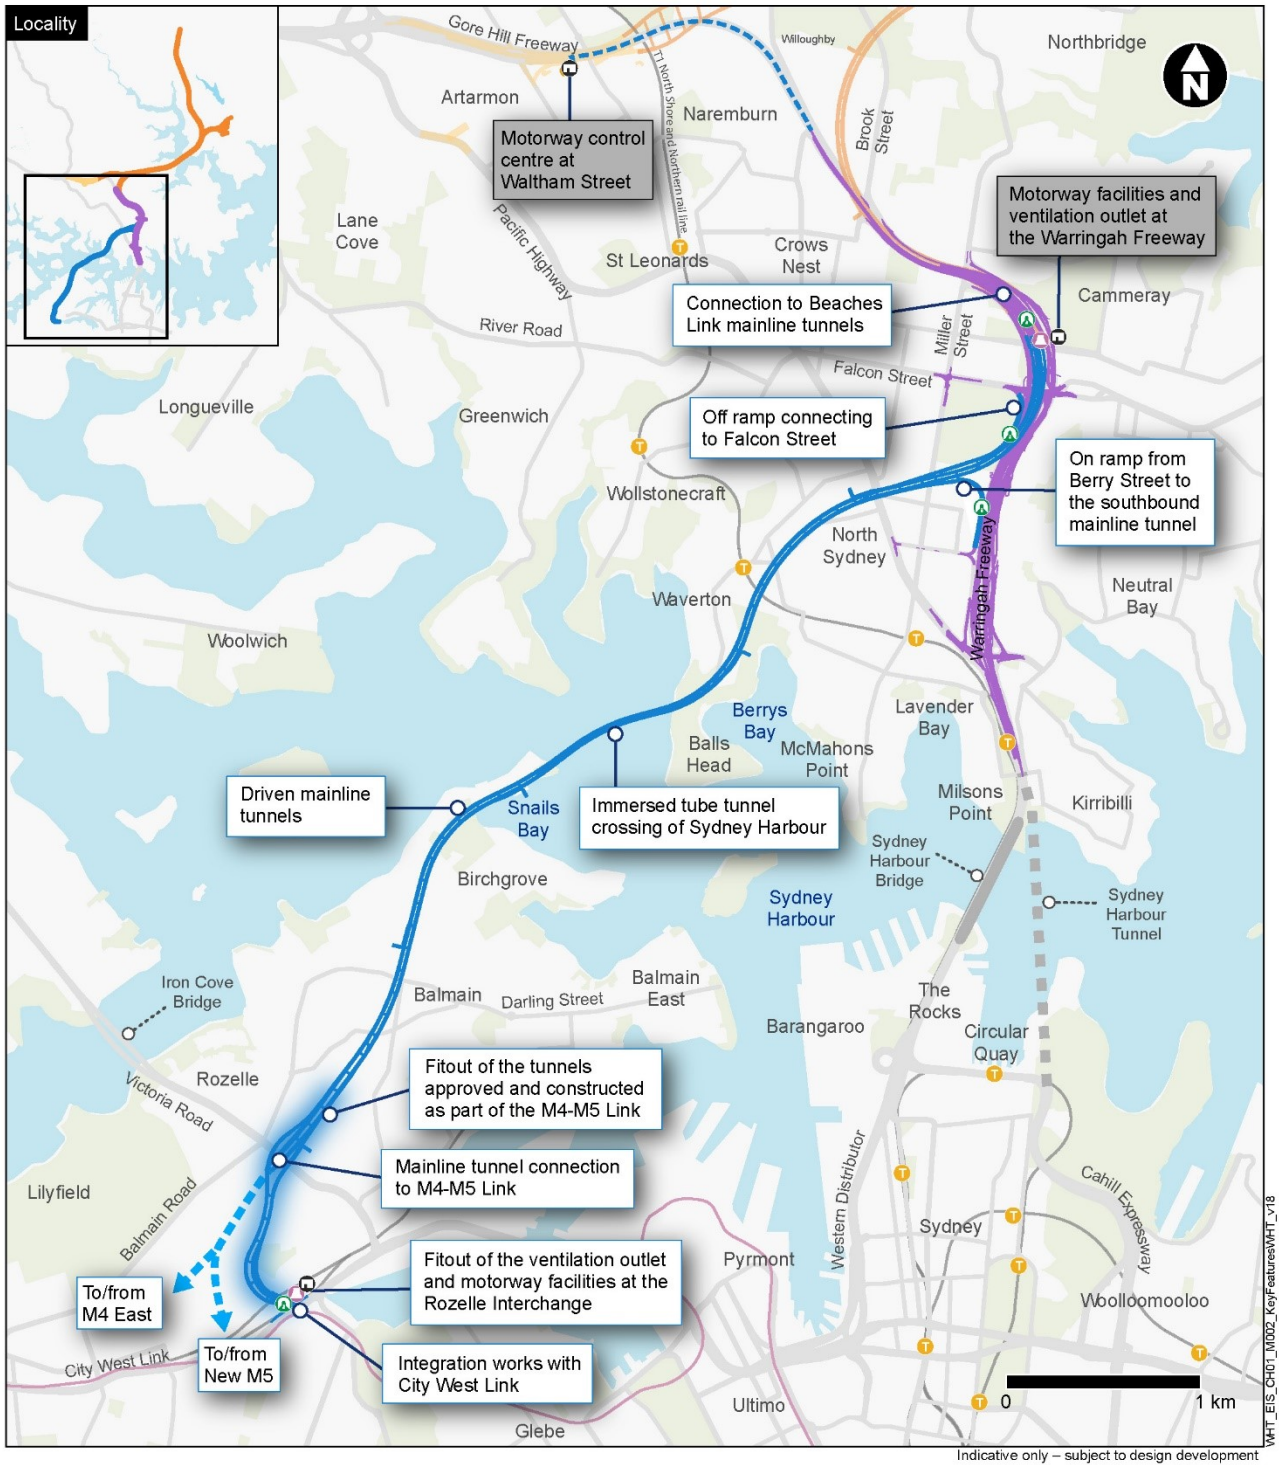 Locality
Gore Hill Freeway
Willoughby
Northbridge
N
Artarmon
T1 North Shore and Northern rail line
Naremburn
Brook
Street
Motorway control
centre at
Waltham Street
Motorway facilities and
ventilation outlet at
the Warringah Freeway
Lane
Cove
Pacific Highway
Crows
Nest
T
St Leonards
Connection to Beaches
Link mainline tunnels
Cammeray
River Road
Miller
Street
Falcon Street
Longueville
Greenwich
Off ramp connecting
to Falcon Street
T
On ramp from
Berry Street to
the southbound
mainline tunnel
Wollstonecraft
North
Sydney
T
Waverton
Warringah Freeway
Neutral
Bay
Woolwich
T
Lavender
Bay
Berrys
Bay
Balls
Head
McMahons
Point
T
Driven mainline
tunnels
Snails
Bay
Immersed tube tunnel
crossing of Sydney Harbour
Milsons
Point
Kirribilli
Sydney
Harbour
Bridge
Birchgrove
Sydney
Harbour
Sydney
Harbour
Tunnel
Iron Cove
Bridge
Balmain
Darling Street
Balmain
East
The
Rocks
Barangaroo
Circular
Quay
T
Rozelle
Victoria Road
Fitout of the tunnels
approved and constructed
as part of the M4-M5 Link
Mainline tunnel connection
to M4-M5 Link
Lilyfield
Balmain Road
Western Distributor
T
Cahill Expressway
Sydney
T
Fitout of the ventilation outlet
and motorway facilities at the
Rozelle Interchange
Pyrmont
T
To/from
M4 East
Woolloomooloo
To/from
New M5
City West Link
T
T
Integration works with
City West Link
T
0
1 km
Ultimo
Glebe
WHT_EIS_CH01_M002_KeyFeaturesWHT_v18
Indicative only – subject to design development